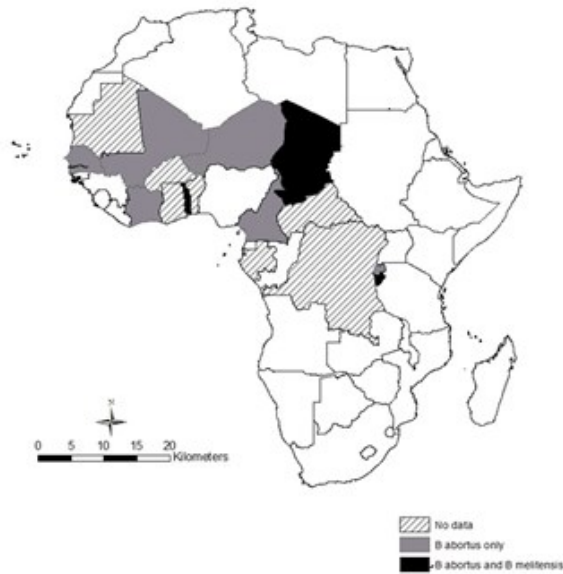 N
0 5 10 15 20
Kilometers
No data
B abortus only
B abortus and B melitensis